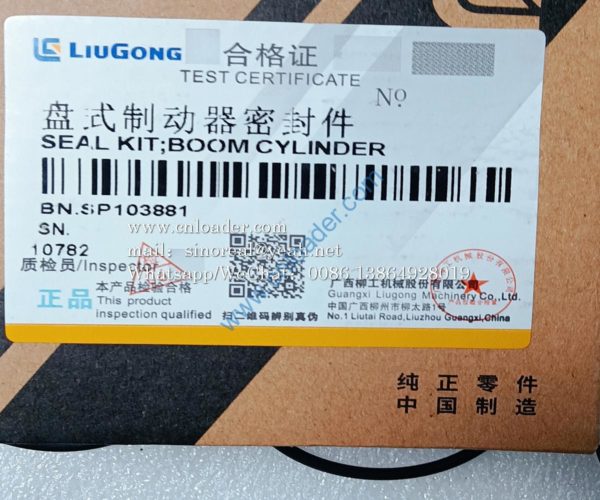 LIUGONG 合格证
TEST CERTIFICATE
Nº
盘式制动器密封件
SEAL KIT;BOOM CYLINDER
BN.SP103881
SN.
www.cnloader.com
10782
质检员/Inspector
Whatsapp/Wechat: 0086 13864928019
正品
本产品检验合格
This product
inspection qualified
扫二维码辨别真伪
广西柳工机械股份有限公司
Guangxi Liugong Machinery Co.,Ltd.
中国广西柳州市柳太路1号
No.1 Liutai Road,Liuzhou Guangxi,China
纯正零件
中国制造